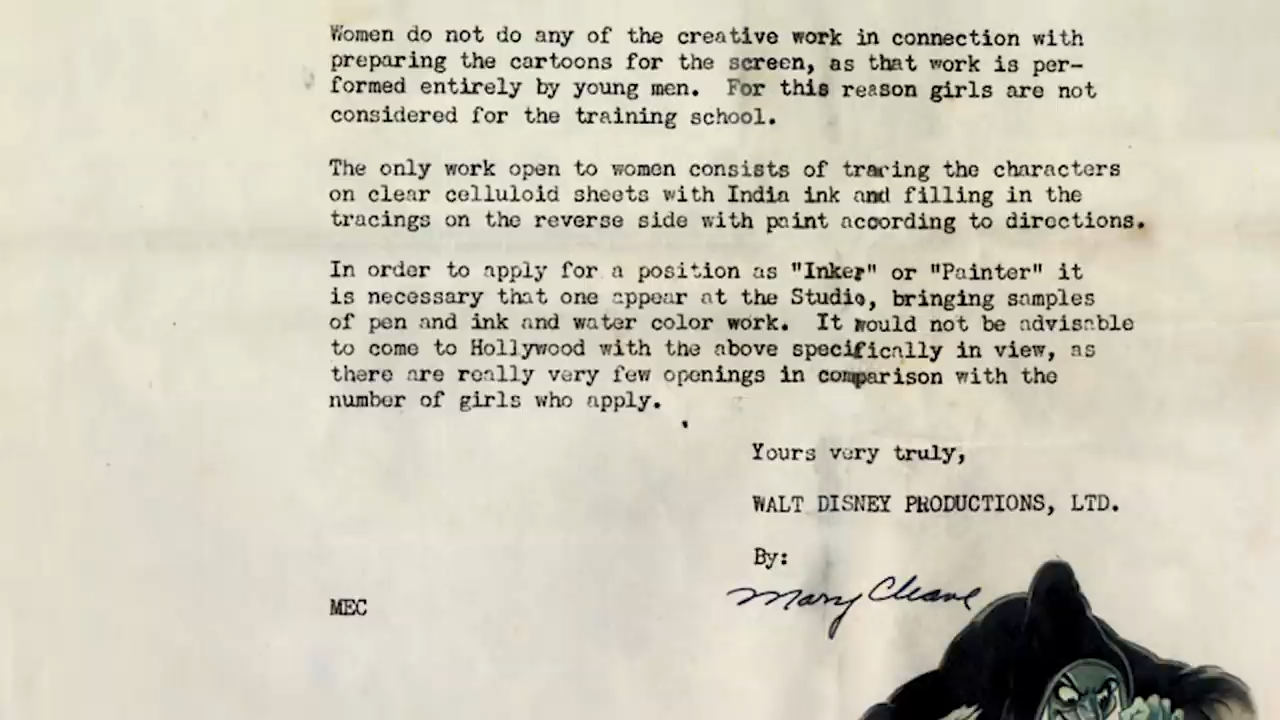 Women do not do any of the creative work in connection with
preparing the cartoons for the screen, as that work is per-
formed entirely by young men.  For this reason girls are not
considered for the training school.
The only work open to women consists of tracing the characters
on clear celluloid sheets with India ink and filling in the
tracings on the reverse side with paint according to directions.
In order to apply for a position as "Inker" or "Painter" it
is necessary that one appear at the Studio, bringing samples
of pen and ink and water color work.  It would not be advisable
to come to Hollywood with the above specifically in view, as
there are really very few openings in comparison with the
number of girls who apply.
Yours very truly,
WALT DISNEY PRODUCTIONS, LTD.
By:
Mary Cleave
MEC